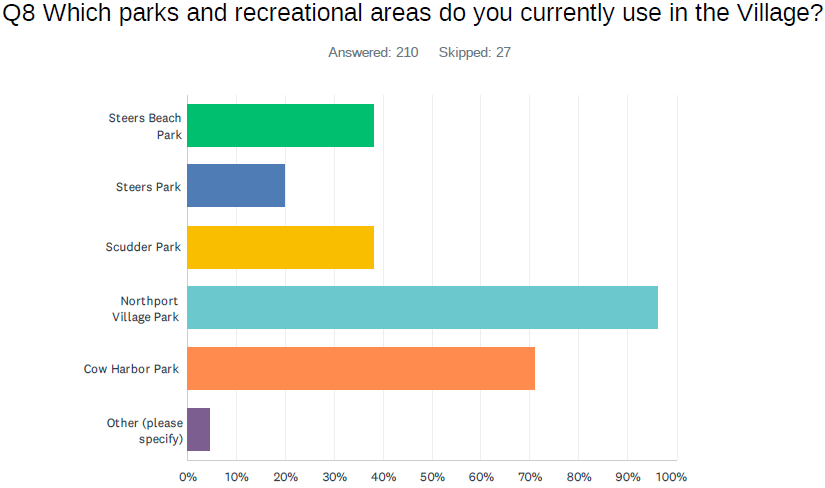 Q8 Which parks and recreational areas do you currently use in the Village?
Answered: 210 Skipped: 27
Steers Beach
Park
Steers Park
Scudder Park
Northport
Village Park
Cow Harbor Park
Other (please
specify)
0% 10% 20% 30% 40% 50% 60% 70% 80% 90% 100%